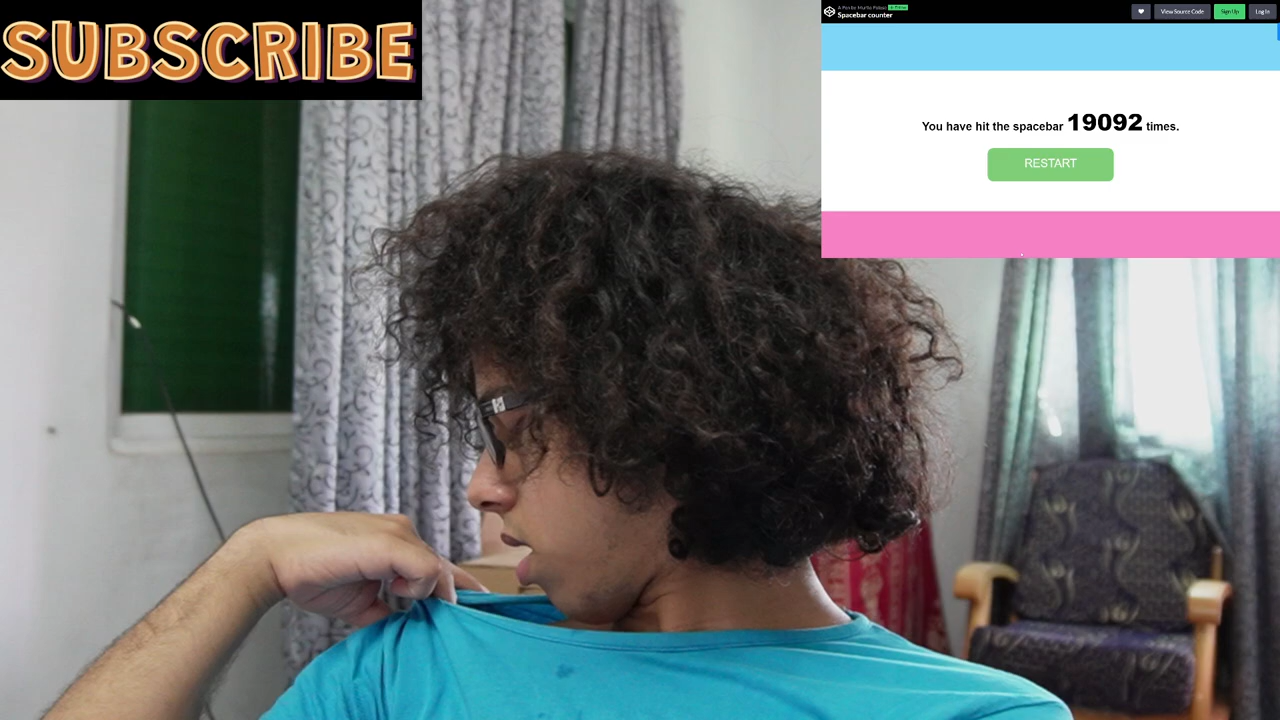 SUBSCRIBE
Spacebar counter
View Source Code
Sign Up
Log In
You have hit the spacebar 19092 times.
RESTART